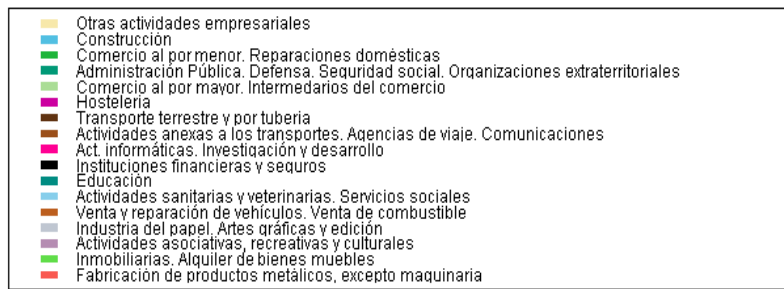 Otras actividades empresariales
Construcción
Comercio al por menor. Reparaciones domésticas
Administración Pública. Defensa. Seguridad social. Organizaciones extraterritoriales
Comercio al por mayor. Intermedarios del comercio
Hostelería
Transporte terrestre y por tubería
Actividades anexas a los transportes. Agencias de viaje. Comunicaciones
Act. informáticas. Investigación y desarrollo
Instituciones financieras y seguros
Educación
Actividades sanitarias y veterinarias. Servicios sociales
Venta y reparación de vehículos. Venta de combustible
Industria del papel. Artes gráficas y edición
Actividades asociativas, recreativas y culturales
Inmobiliarias. Alquiler de bienes muebles
Fabricación de productos metálicos, excepto maquinaria